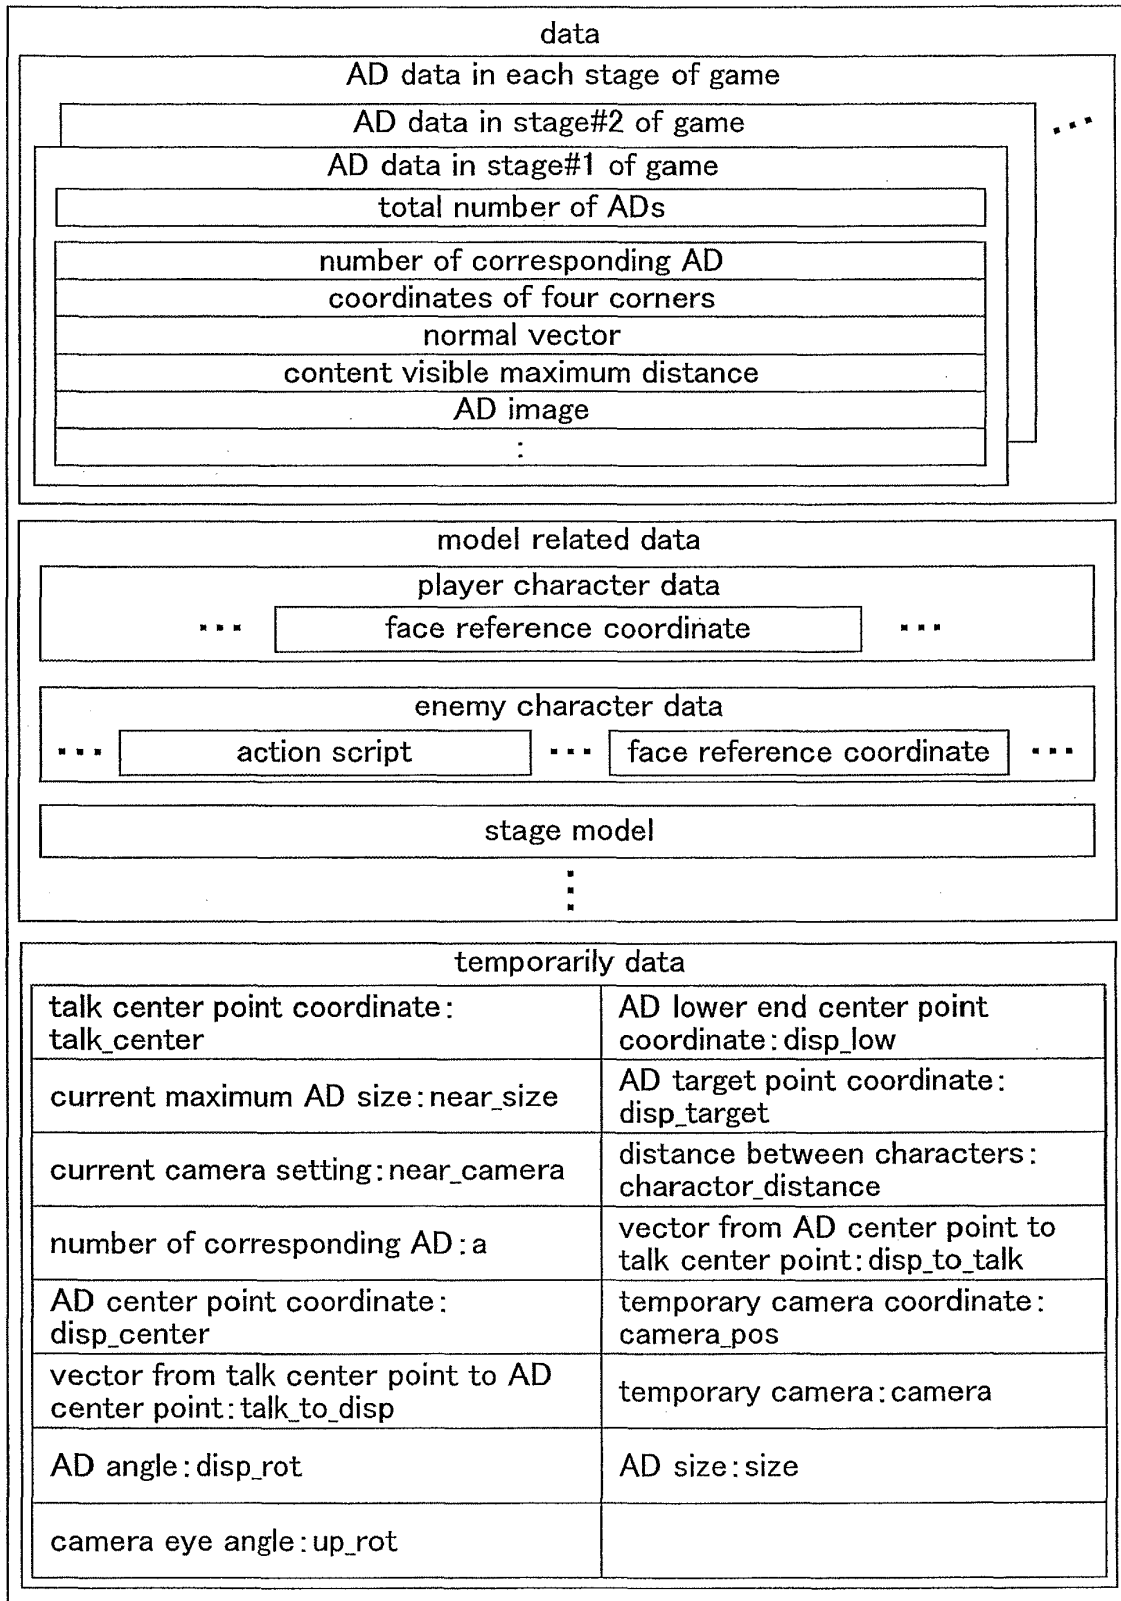 data
AD data in each stage of game
AD data in stage#2 of game
...
AD data in stage#1 of game
total number of ADs
number of corresponding AD
coordinates of four corners
normal vector
content visible maximum distance
AD image
:
model related data
player character data
... face reference coordinate ...
enemy character data
... action script ... face reference coordinate ...
stage model
⋮
temporarily data
talk center point coordinate:
talk_center
AD lower end center point
coordinate:disp_low
current maximum AD size:near_size
AD target point coordinate:
disp_target
current camera setting:near_camera
distance between characters:
charactor_distance
number of corresponding AD:a
vector from AD center point to
talk center point:disp_to_talk
AD center point coordinate:
disp_center
temporary camera coordinate:
camera_pos
vector from talk center point to AD
center point:talk_to_disp
temporary camera:camera
AD angle:disp_rot
AD size:size
camera eye angle:up_rot